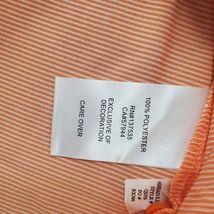 100% POLYESTER
RN#137535
CA#57944
EXCLUSIVE OF
DECORATION
CARE OVER